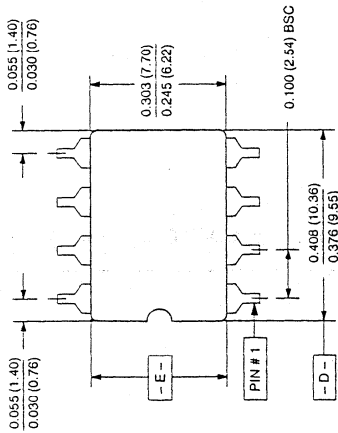 0.055 (1.40)
0.030 (0.76)
0.303 (7.70)
0.245 (6.22)
0.100 (2.54) BSC
0.408 (10.36)
0.376 (9.55)
0.055 (1.40)
0.030 (0.76)
- E -
PIN # 1
- D -